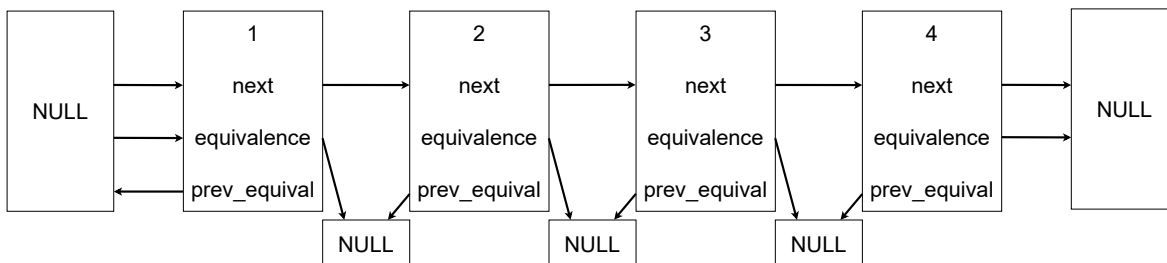 1 2 3 4
next next next next
NULL NULL
equivalence equivalence equivalence equivalence
prev_equival prev_equival prev_equival prev_equival
NULL NULL NULL